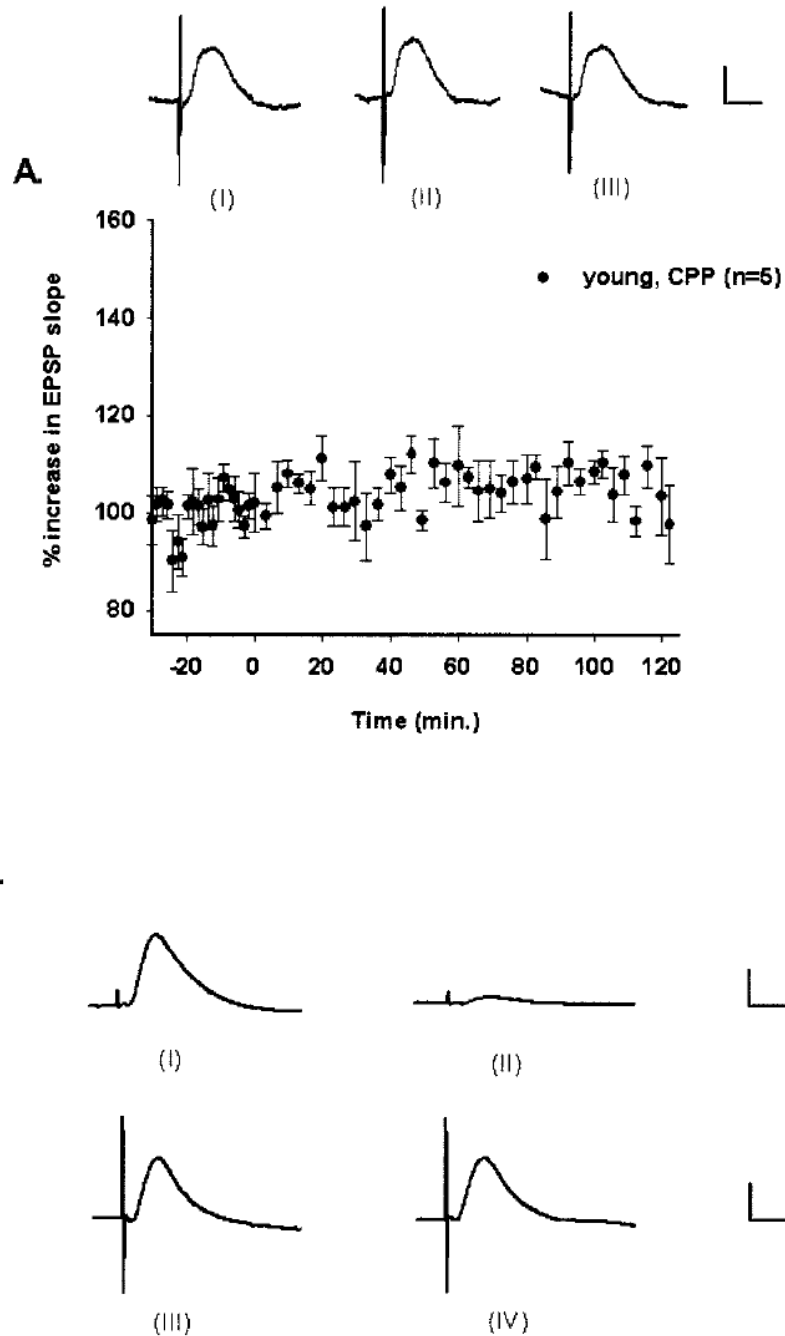 A.
(I) (II) (III)
160
140
120
100
80
% increase in EPSP slope
young, CPP (n=5)
-20 0 20 40 60 80 100 120
Time (min.)
(I) (II)
(III) (IV)